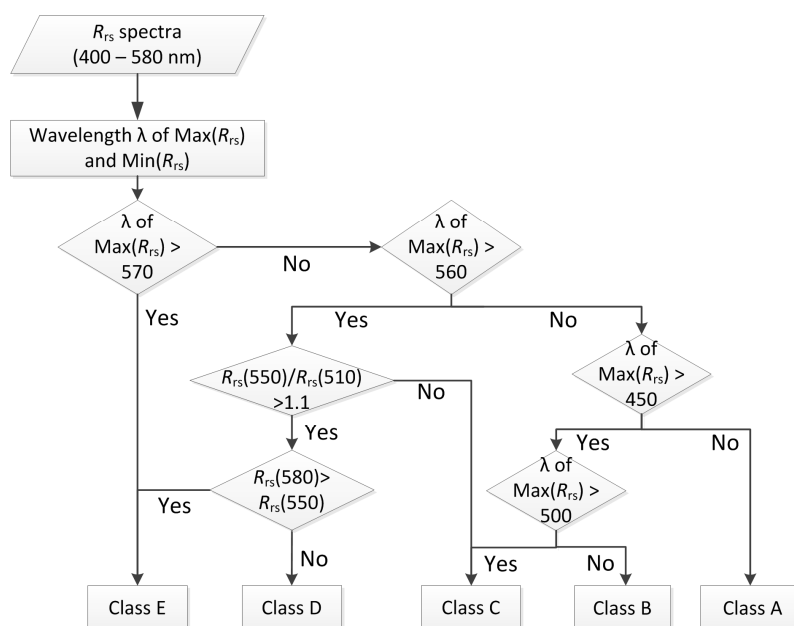 Rrs spectra
(400 – 580 nm)
Wavelength λ of Max(Rrs)
and Min(Rrs)
λ of
Max(Rrs) >
570
No
λ of
Max(Rrs) >
560
Yes
Yes
No
Rrs(550)/Rrs(510)
>1.1
No
λ of
Max(Rrs) >
450
Yes
Yes
No
Rrs(580)>
Rrs(550)
λ of
Max(Rrs) >
500
Yes
No
Yes
No
Class E
Class D
Class C
Class B
Class A